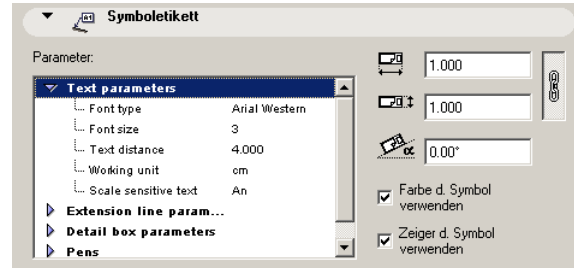 Symboletikett
Parameter:
Text parameters
Font type Arial Western
Font size 3
Text distance 4.000
Working unit cm
Scale sensitive text An
Extension line param...
Detail box parameters
Pens
1.000
1.000
α 0.00°
Farbe d. Symbol
verwenden
Zeiger d. Symbol
verwenden